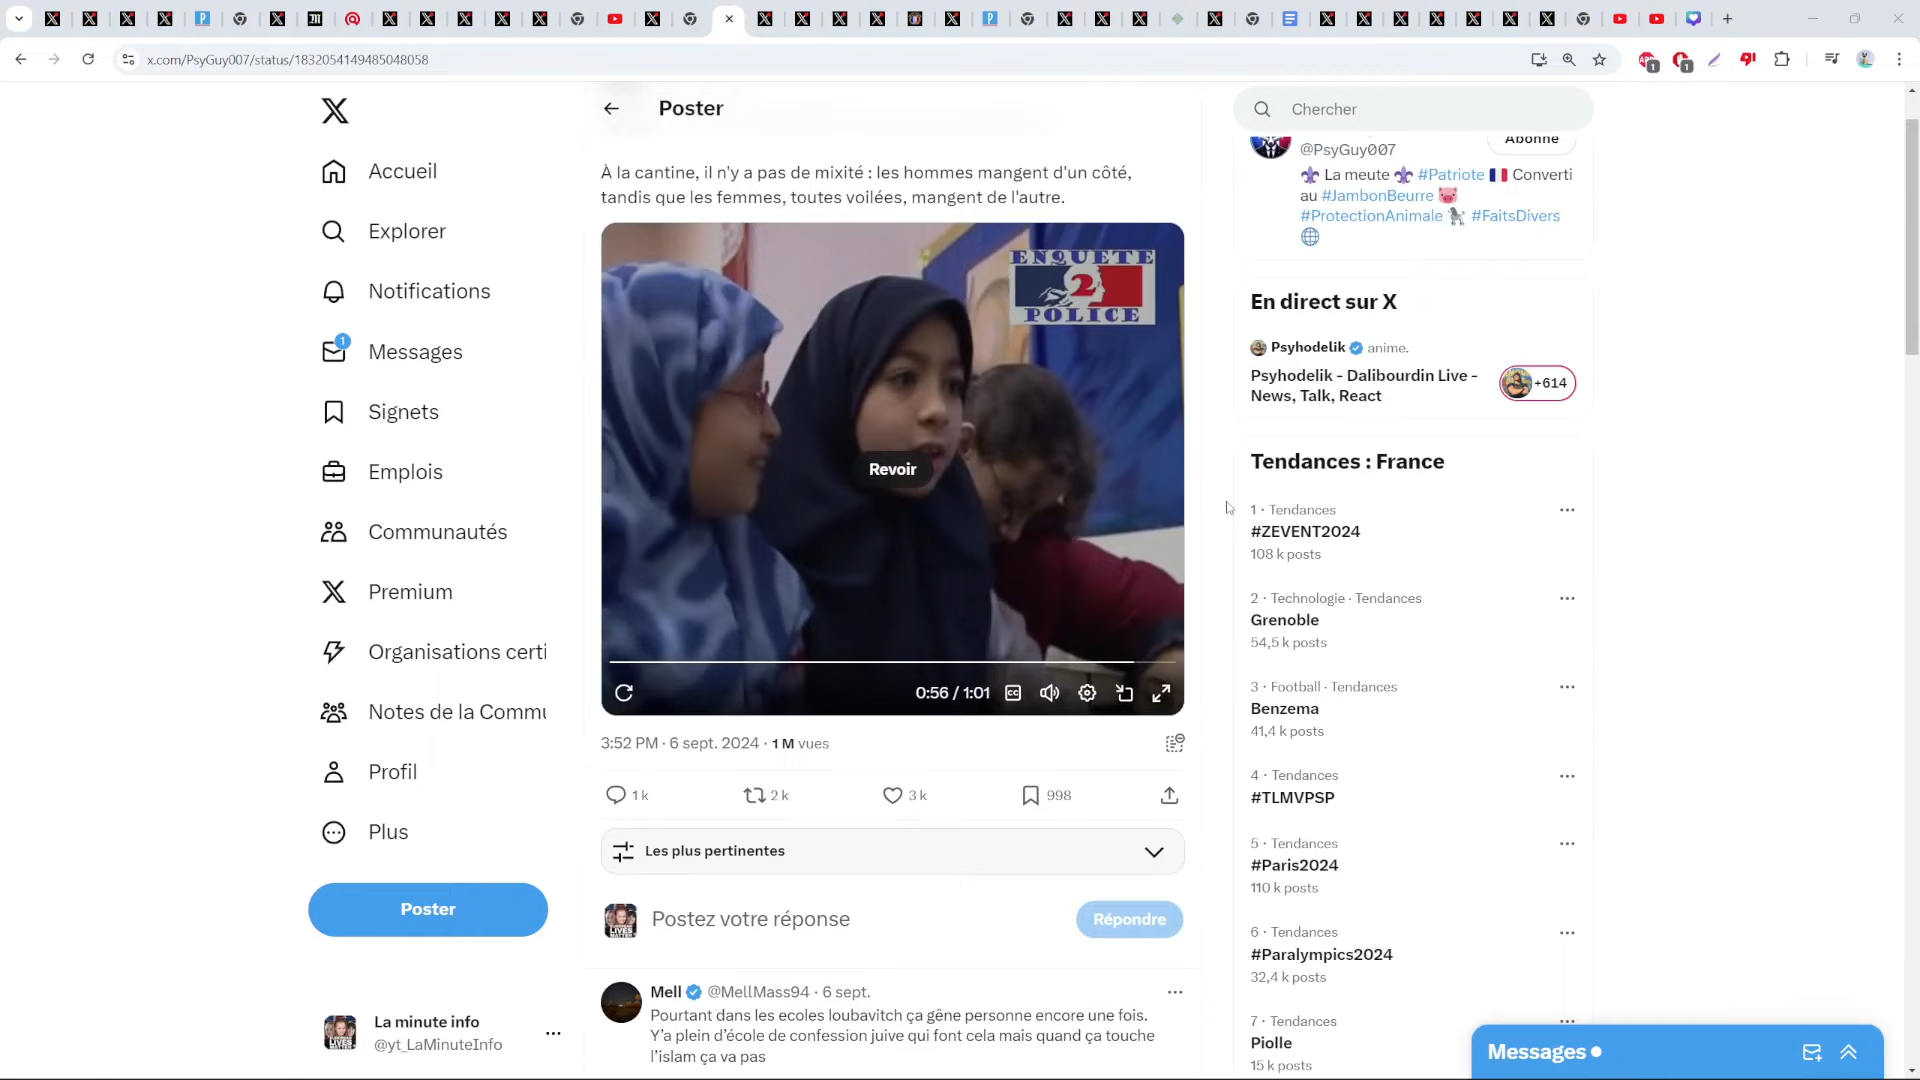 x.com/PsyGuy007/status/1832054149485048058
1
1
Accueil
Explorer
Notifications
1
Messages
Signets
Emplois
Communautés
Premium
Organisations certi
Notes de la Commu
Profil
Plus
Poster
La minute info
@yt_LaMinuteInfo
Poster
À la cantine, il n'y a pas de mixité : les hommes mangent d'un côté,
tandis que les femmes, toutes voilées, mangent de l'autre.
ENQUETE
2
POLICE
Revoir
0:56 / 1:01
CC
3:52 PM · 6 sept. 2024 · 1 M vues
1 k
2 k
3 k
998
Les plus pertinentes
LIVES
Postez votre réponse
Répondre
Mell @MellMass94 · 6 sept.
Pourtant dans les ecoles loubavitch ça gêne personne encore une fois.
Y'a plein d'école de confession juive qui font cela mais quand ça touche
l'islam ça va pas
Chercher
Abonné
@PsyGuy007
La meute #Patriote Converti
au #JambonBeurre
#ProtectionAnimale #FaitsDivers
En direct sur X
Psyhodelik anime.
Psyhodelik - Dalibourdin Live -
News, Talk, React
+614
Tendances : France
1 · Tendances
#ZEVENT2024
108 k posts
2 · Technologie · Tendances
Grenoble
54,5 k posts
3 · Football · Tendances
Benzema
41,4 k posts
4 · Tendances
#TLMVPSP
5 · Tendances
#Paris2024
110 k posts
6 · Tendances
#Paralympics2024
32,4 k posts
7 · Tendances
Piolle
15 k posts
Messages